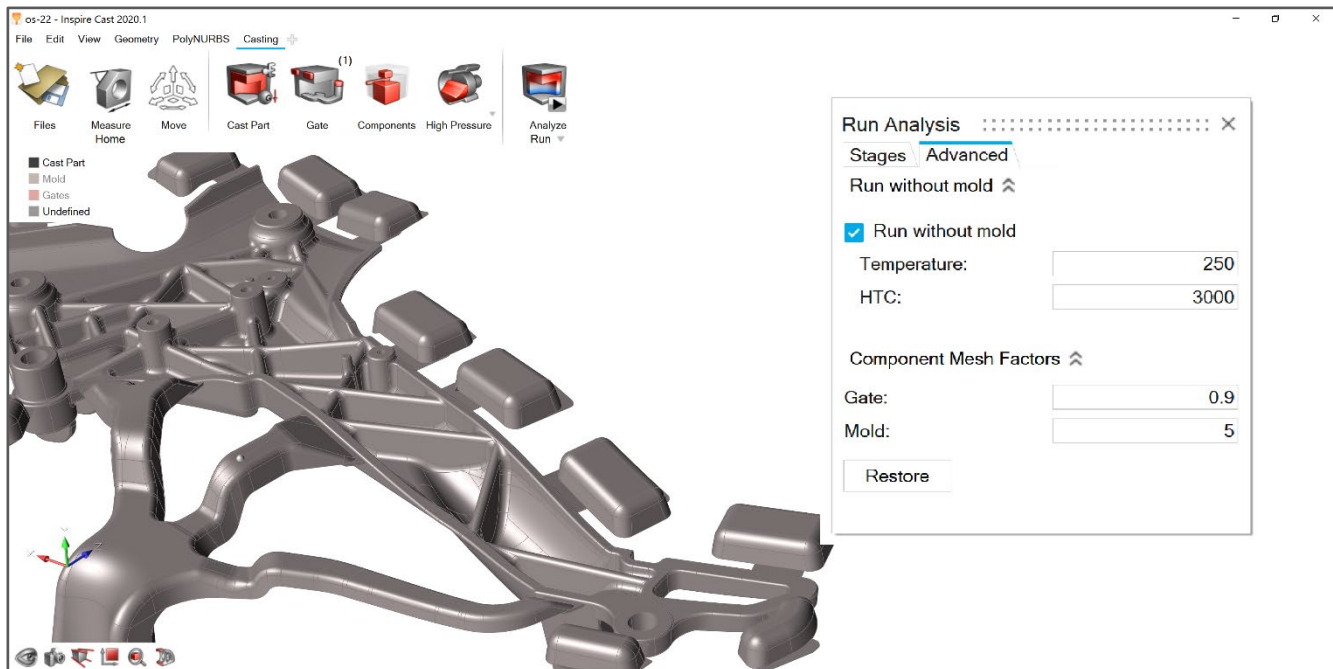 os-22 - Inspire Cast 2020.1
File Edit View Geometry PolyNURBS Casting
(1)
Files
Measure
Home
Move
Cast Part
Gate
Components
High Pressure
Analyze
Run
Cast Part
Mold
Gates
Undefined
X
Y
Z
Run Analysis
Stages Advanced
Run without mold
Run without mold
Temperature: 250
HTC: 3000
Component Mesh Factors
Gate: 0.9
Mold: 5
Restore